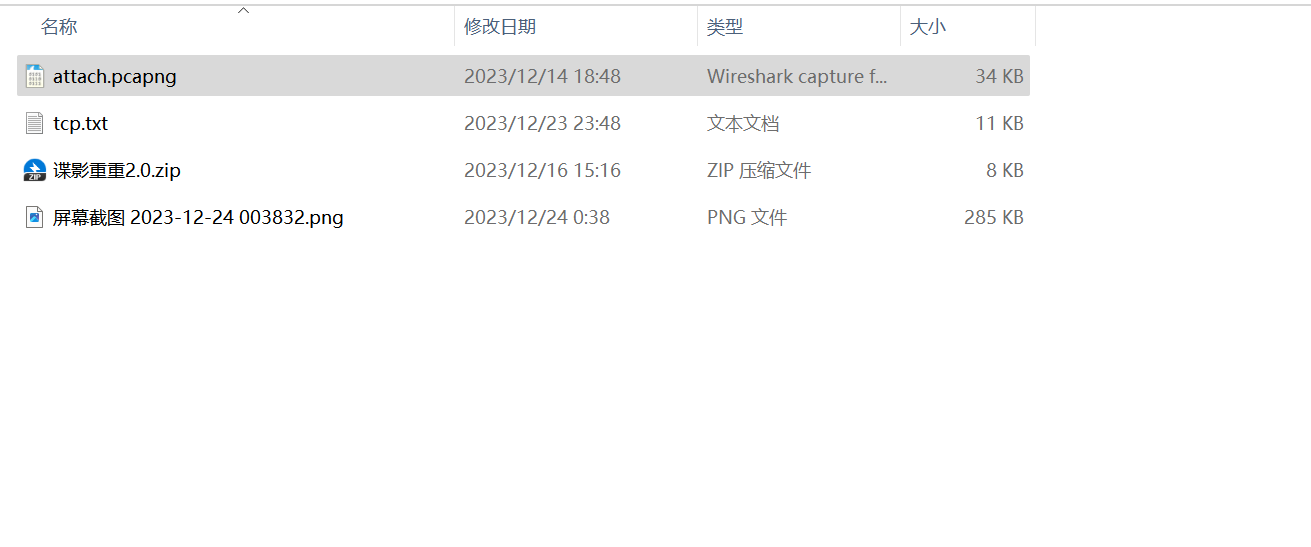 名称 修改日期 类型 大小
attach.pcapng 2023/12/14 18:48 Wireshark capture f... 34 KB
tcp.txt 2023/12/23 23:48 文本文档 11 KB
谍影重重2.0.zip 2023/12/16 15:16 ZIP 压缩文件 8 KB
屏幕截图 2023-12-24 003832.png 2023/12/24 0:38 PNG 文件 285 KB